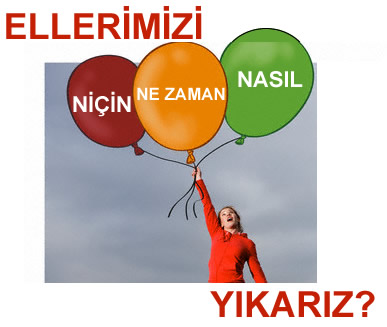 ELLERİMİZİ
NİÇİN
NE ZAMAN
NASIL
YIKARIZ?